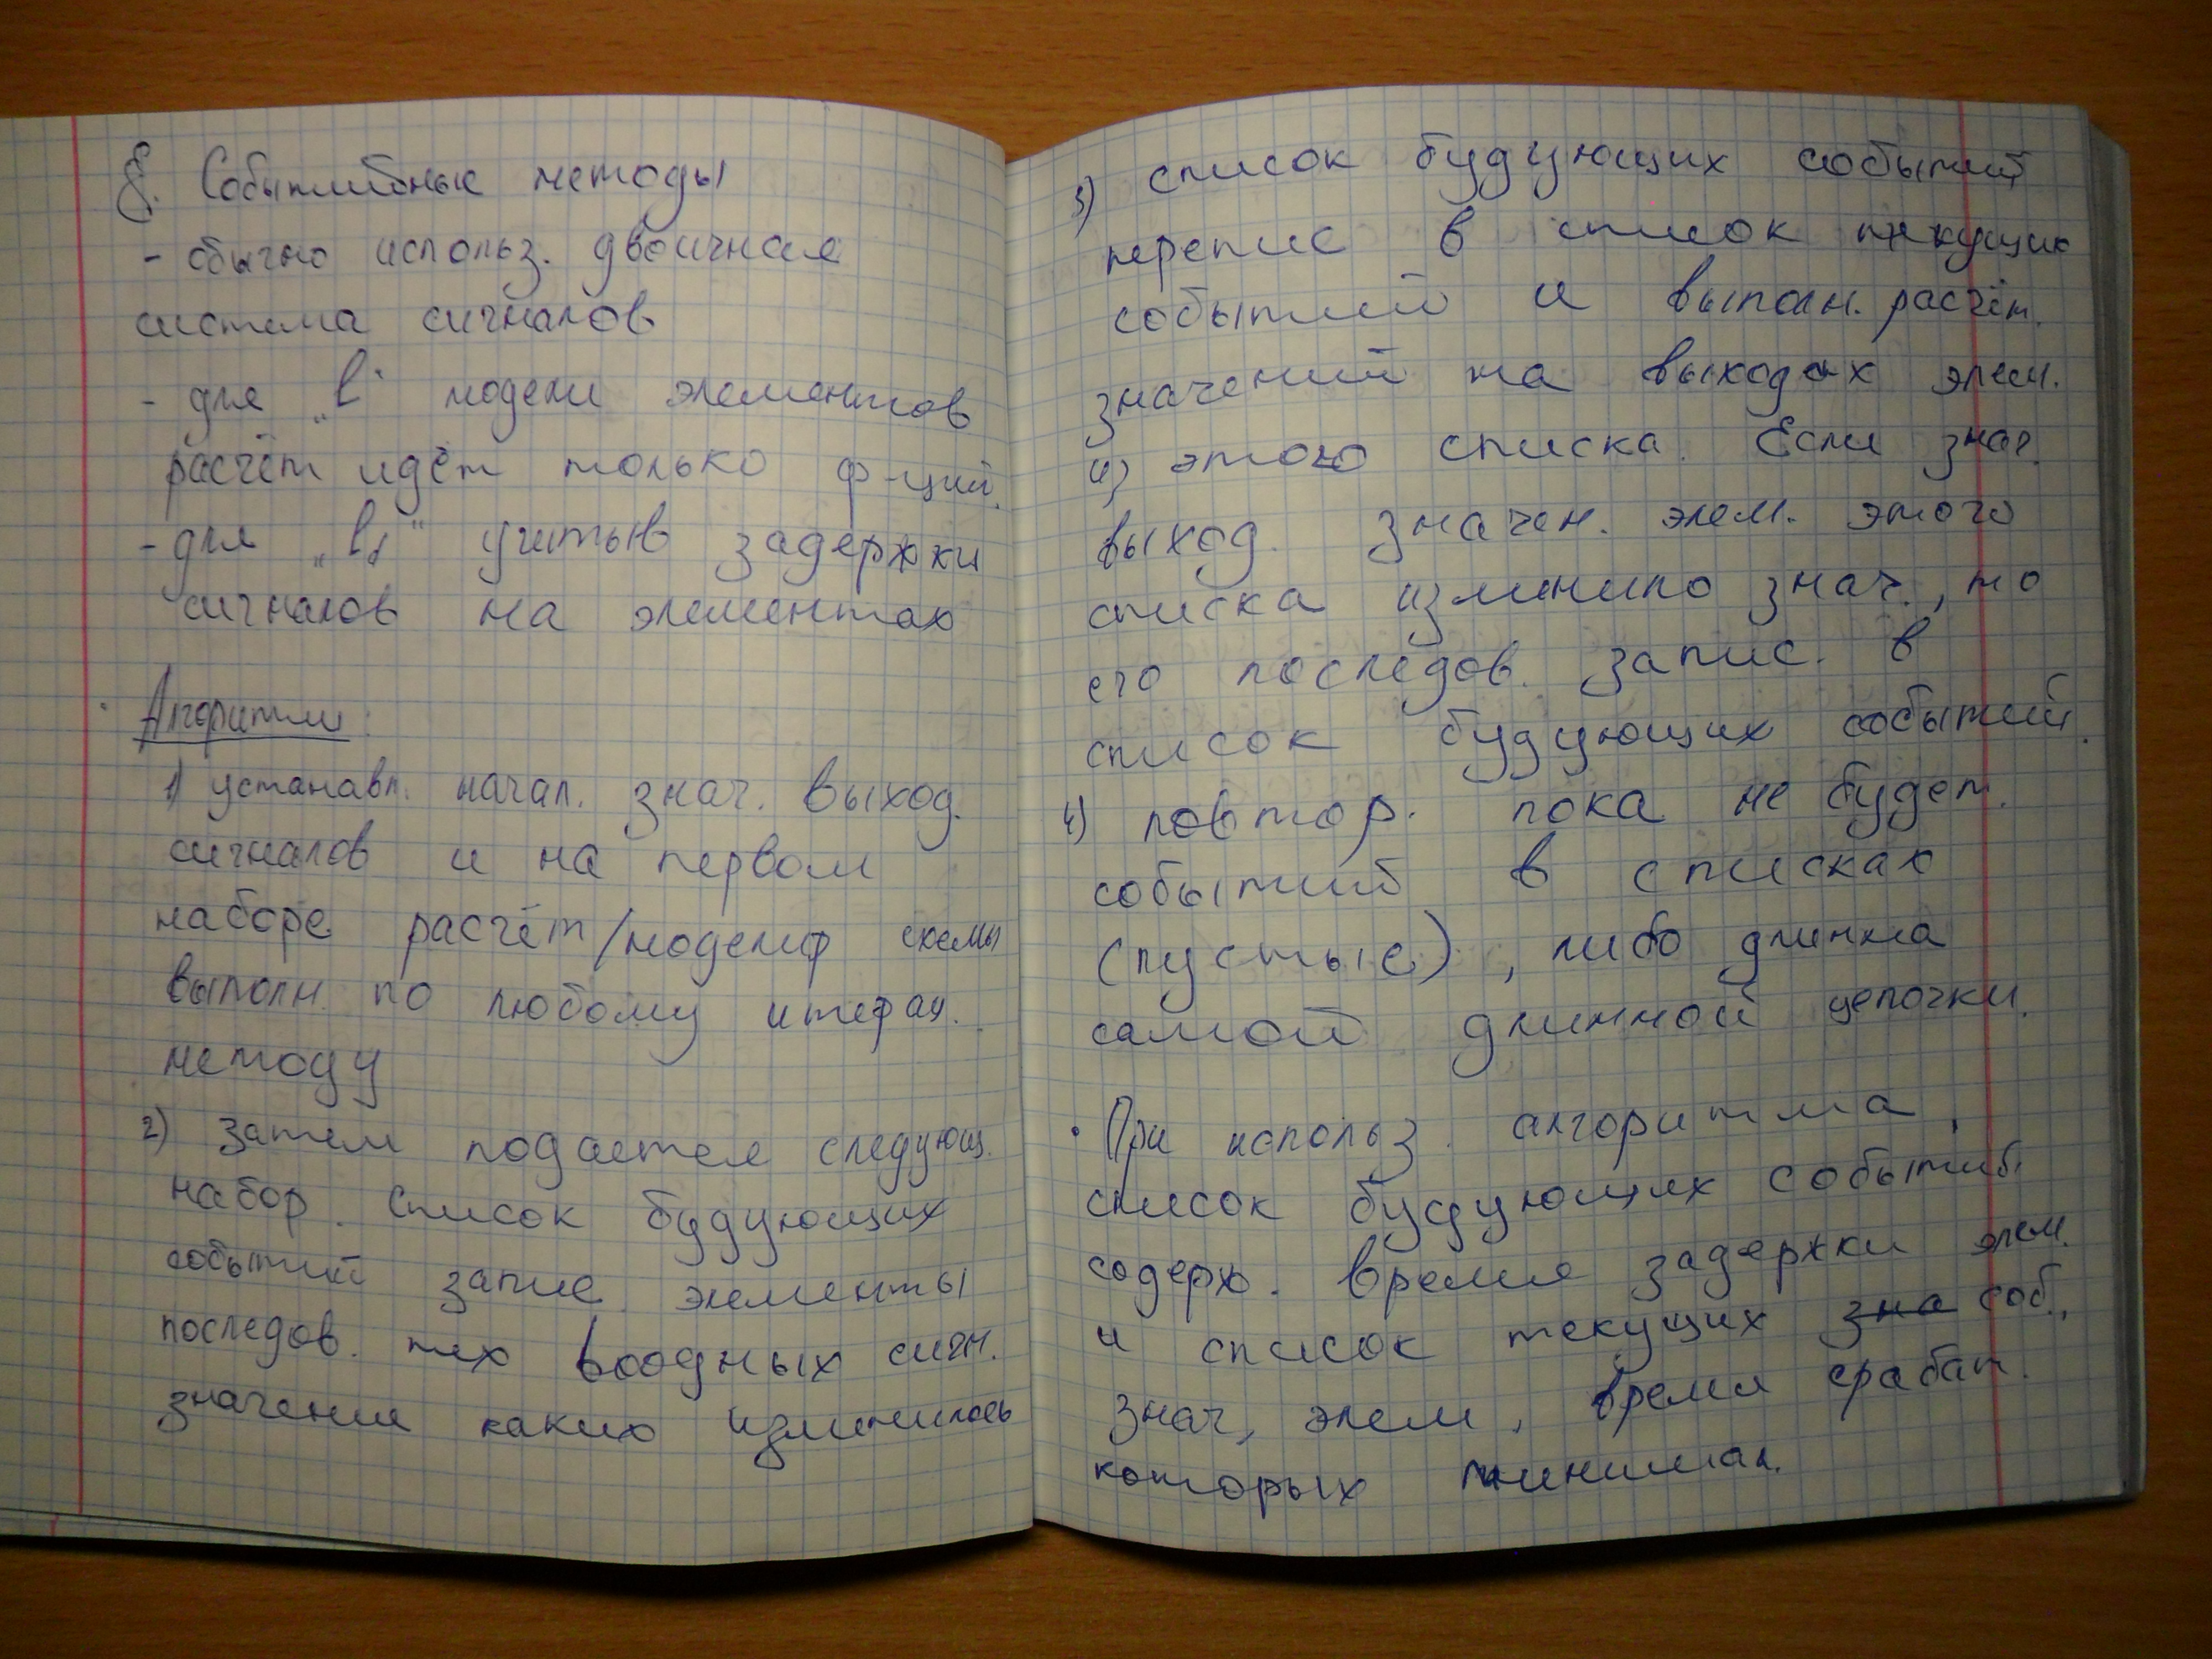 8. Событийные методы
- обычно использ. двоичная
система сигналов
- для „l" модели элементов
расчёт идёт только ф-ций.
- для „l₁" учитыв задержки
сигналов на элементах
Алгоритм:
1) устанавл. начал. знач. выход.
сигналов и на первом
наборе расчёт/моделир схемы
выполн. по любому итерац.
методу
2) затем подается следующ.
набор. Список будующих
событий запис. элементы
последов. тех входных сигн.
значение каких изменилось
3) список будующих событий
перепис в список текущих
событий и выполн. расчёт.
значений на выходах элем.
4) этого списка. Если знач.
выход. значен. элем. этого
списка изменило знач., то
его последов. запис. в
список будующих событий.
4) повтор. пока не будет.
событий в списках
(пустые), либо длинна
самой длинной цепочки.
· При использ. алгоритма,
список будующих событий
содерж. время задержки элем.
и список текущих зна соб.,
знач, элем, время сработ.
которых минимал.